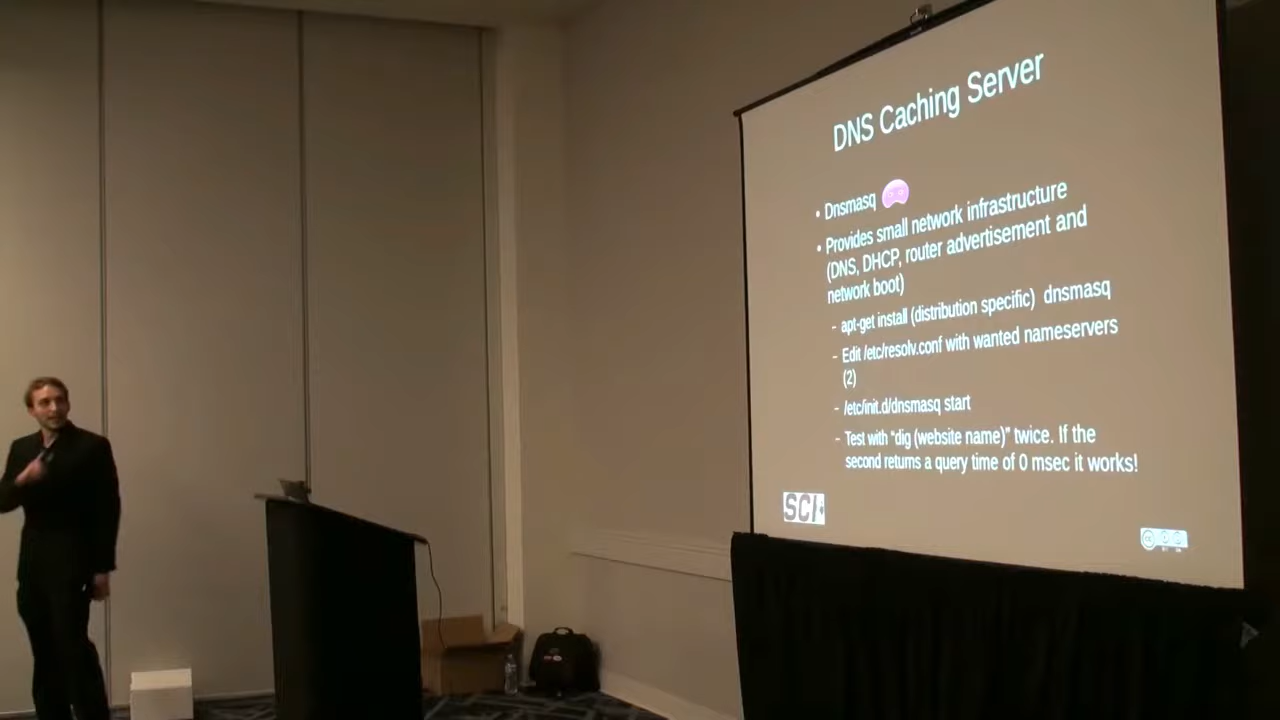 DNS Caching Server
• Dnsmasq
• Provides small network infrastructure
(DNS, DHCP, router advertisement and
network boot)
- apt-get install (distribution specific) dnsmasq
- Edit /etc/resolv.conf with wanted nameservers
(2)
- /etc/init.d/dnsmasq start
- Test with “dig (website name)” twice. If the
second returns a query time of 0 msec it works!
SCI
cc